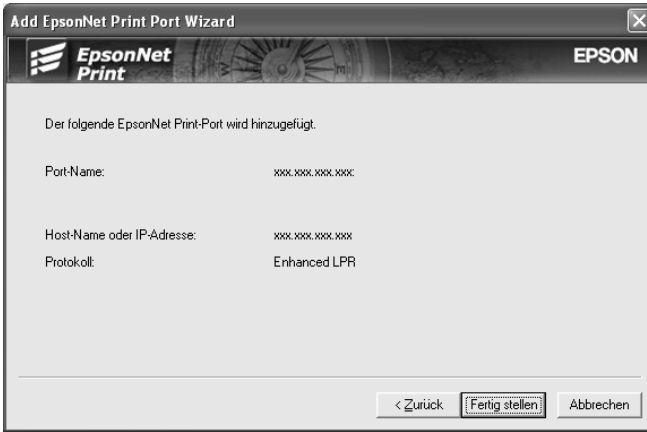 Add EpsonNet Print Port Wizard
EpsonNet
Print
EPSON
Der folgende EpsonNet Print-Port wird hinzugefügt.
Port-Name: xxx.xxx.xxx.xxx:
Host-Name oder IP-Adresse: xxx.xxx.xxx.xxx
Protokoll: Enhanced LPR
< Zurück Fertig stellen Abbrechen